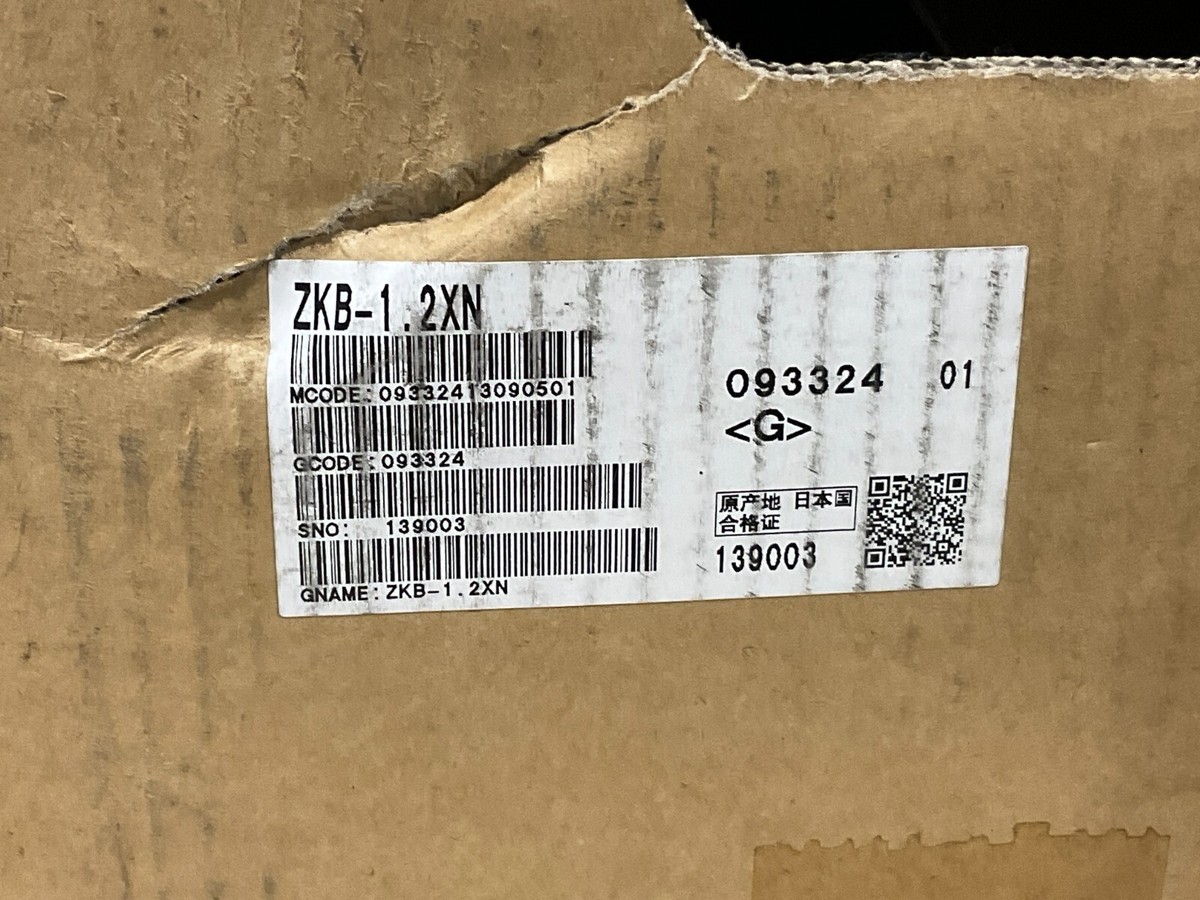 ZKB-1.2XN
MCODE:09332413090501
GCODE:093324
SNO: 139003
GNAME:ZKB-1.2XN
093324 01
<G>
原产地 日本国
合格证
139003